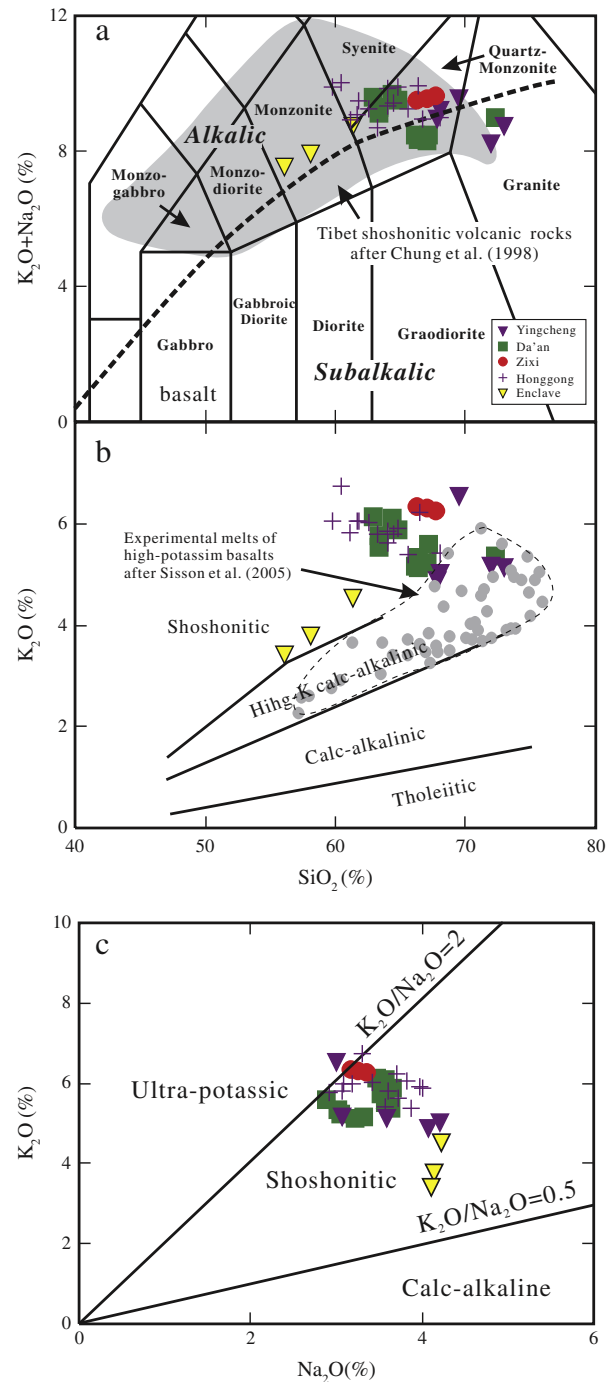 a
12
8
4
0
K2O+Na2O (%)
Syenite
Quartz-
Monzonite
Monzonite
Alkalic
Monzo-
gabbro
Monzo-
diorite
Granite
Tibet shoshonitic volcanic rocks
after Chung et al. (1998)
Gabbroic
Diorite
Diorite
Graodiorite
Gabbro
basalt
Subalkalic
Yingcheng
Da'an
Zixi
Honggong
Enclave
b
6
4
2
0
K2O (%)
Experimental melts of
high-potassim basalts
after Sisson et al. (2005)
Shoshonitic
Hihg-K calc-alkalinic
Calc-alkalinic
Tholeiitic
40
50
60
70
80
SiO2 (%)
c
10
8
6
4
2
0
K2O (%)
K2O/Na2O=2
Ultra-potassic
Shoshonitic
K2O/Na2O=0.5
Calc-alkaline
0
2
4
6
Na2O(%)